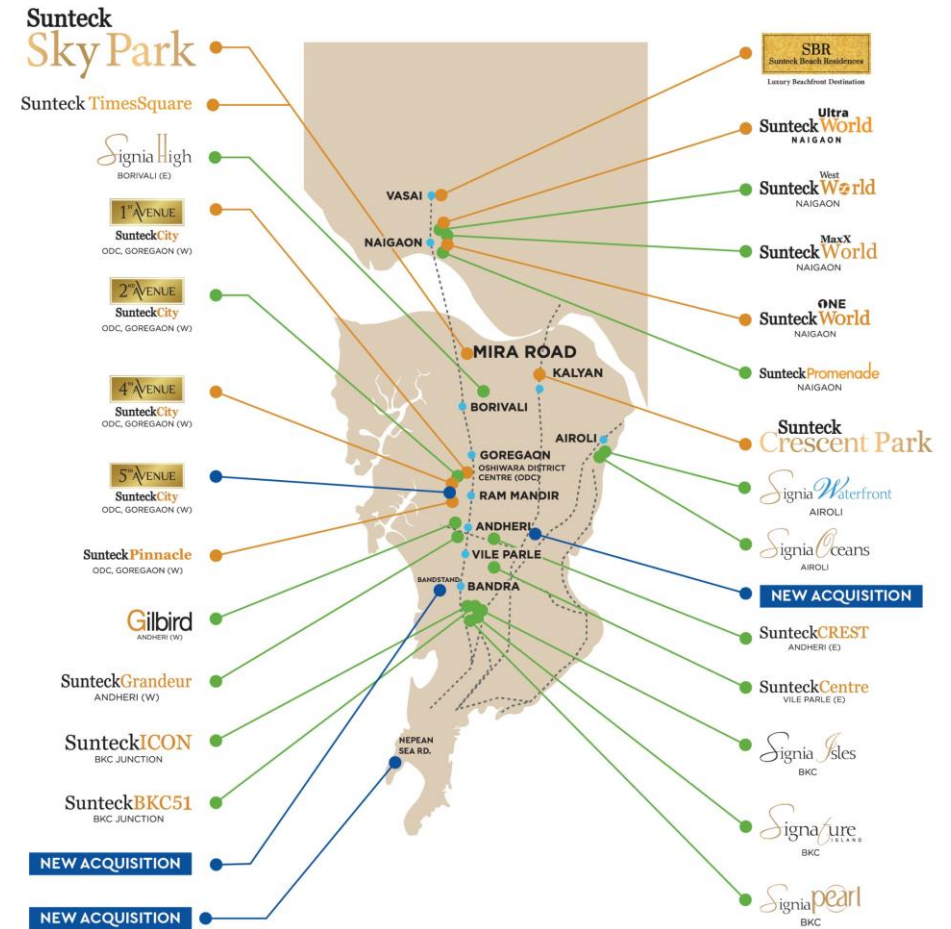 Sunteck
Sky Park
Sunteck TimesSquare
Signia High
BORIVALI (E)
1ST AVENUE
SunteckCity
ODC, GOREGAON (W)
2ND AVENUE
SunteckCity
ODC, GOREGAON (W)
4TH AVENUE
SunteckCity
ODC, GOREGAON (W)
5TH AVENUE
SunteckCity
ODC, GOREGAON (W)
SunteckPinnacle
ODC, GOREGAON (W)
Gilbird
ANDHERI (W)
SunteckGrandeur
ANDHERI (W)
SunteckICON
BKC JUNCTION
SunteckBKC51
BKC JUNCTION
NEW ACQUISITION
NEW ACQUISITION
VASAI
NAIGAON
MIRA ROAD
KALYAN
BORIVALI
AIROLI
GOREGAON
OSHIWARA DISTRICT
CENTRE (ODC)
RAM MANDIR
ANDHERI
VILE PARLE
BANDSTAND
BANDRA
NEPEAN
SEA RD.
SBR
Sunteck Beach Residences
Luxury Beachfront Destination
Ultra
SunteckWorld
NAIGAON
West
SunteckWorld
NAIGAON
MaxX
SunteckWorld
NAIGAON
ONE
SunteckWorld
NAIGAON
SunteckPromenade
NAIGAON
Sunteck
Crescent Park
Signia Waterfront
AIROLI
Signia Oceans
AIROLI
NEW ACQUISITION
SunteckCREST
ANDHERI (E)
SunteckCentre
VILE PARLE (E)
Signia Isles
BKC
Signature
ISLAND
BKC
Signia pearl
BKC